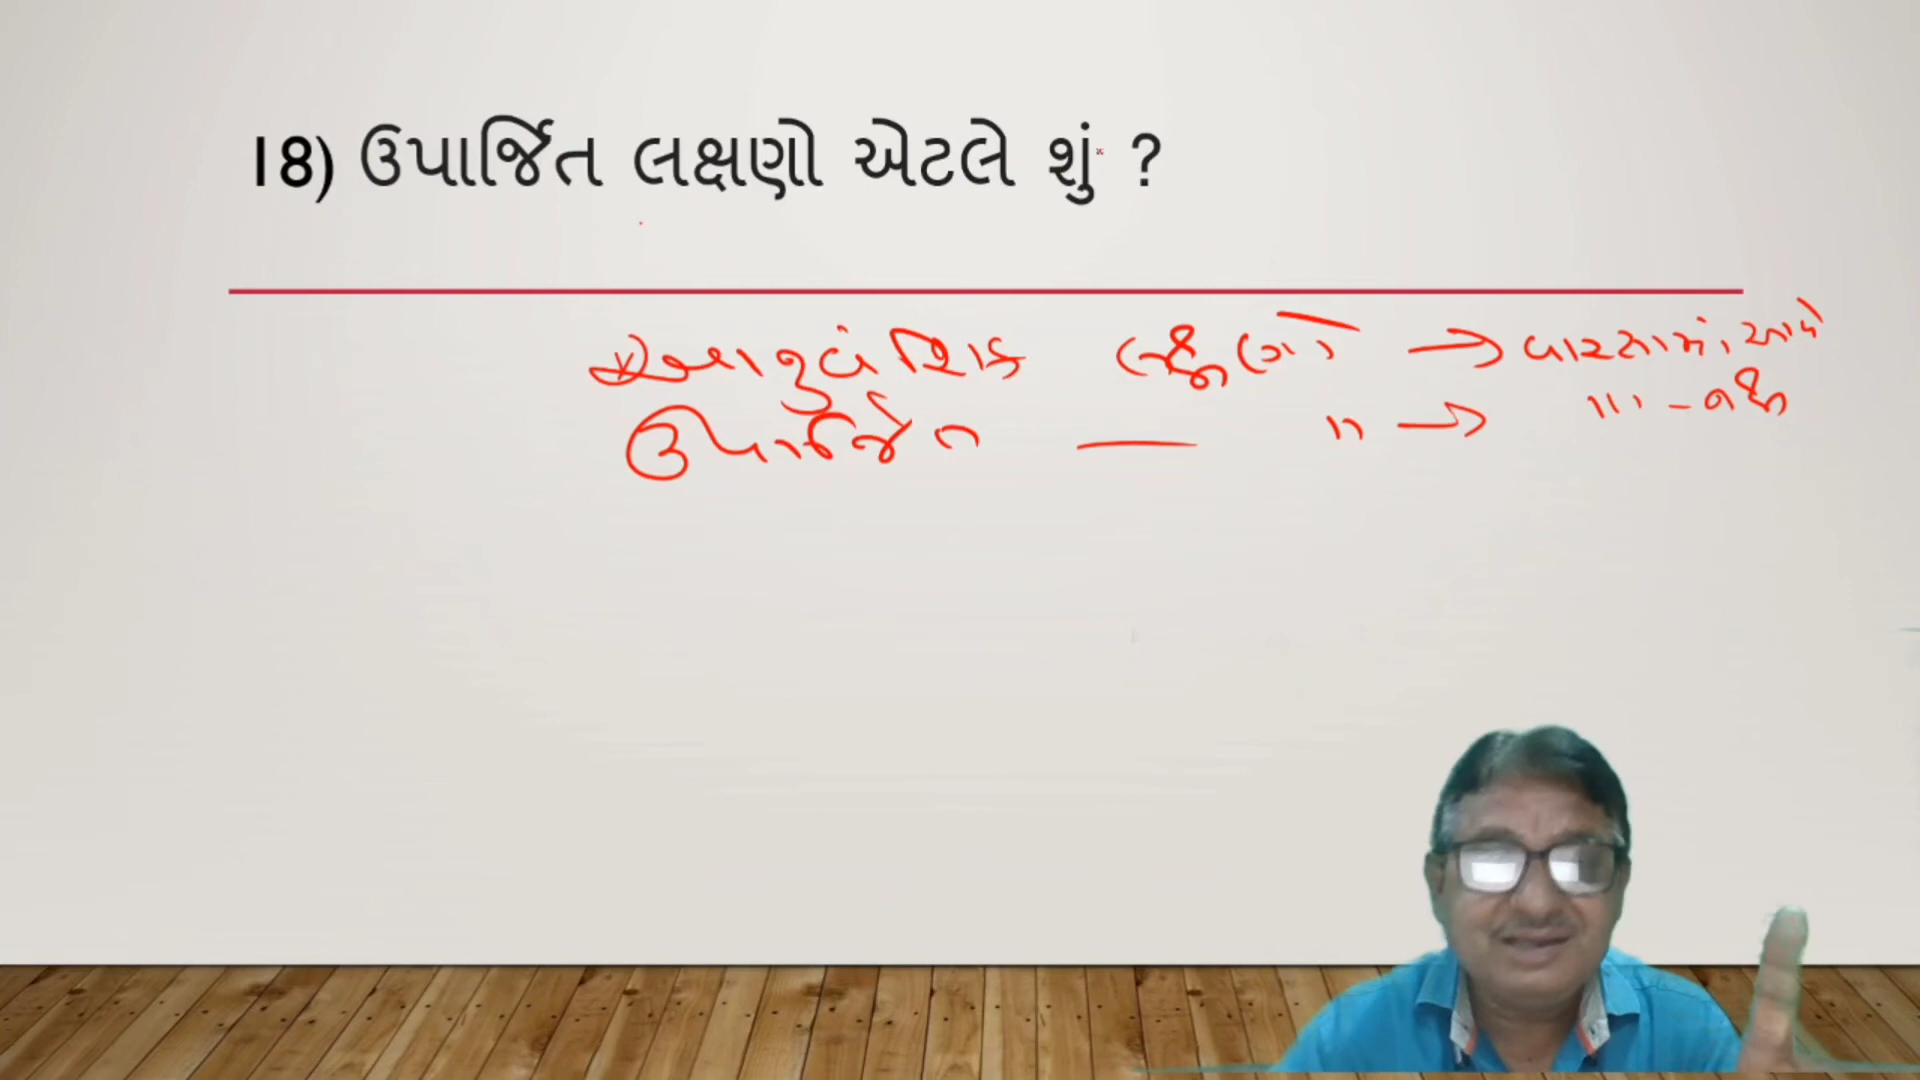 18) ઉપાર્જિત લક્ષણો એટલે શું ?
આનુવંશિક લક્ષણો → વારસામાં આવે
ઉપાર્જિત — " → "' - નહિ